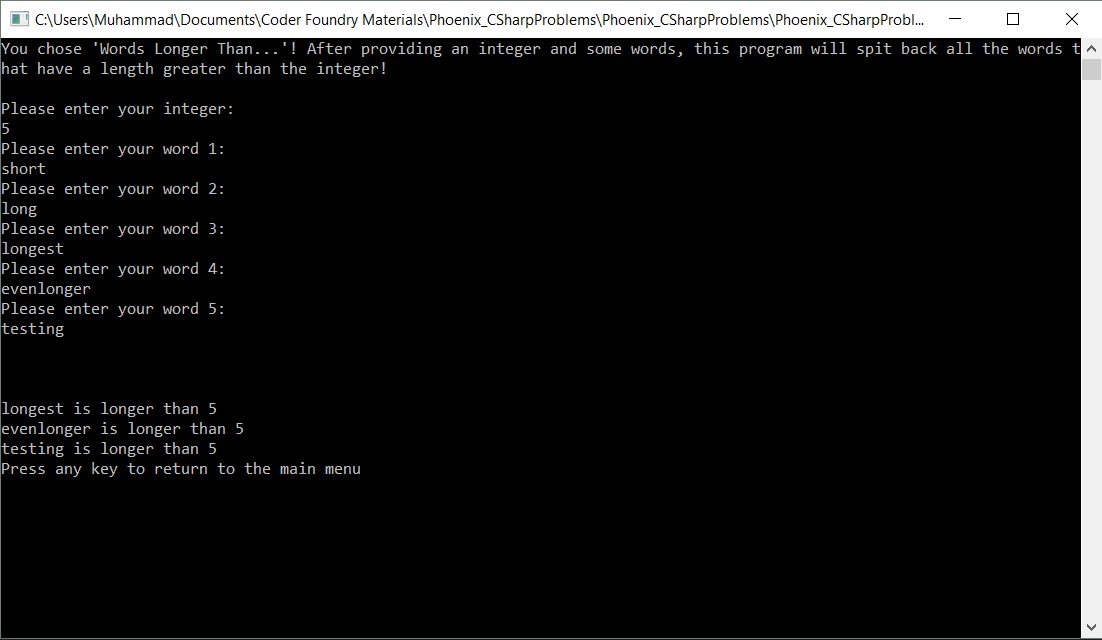 C:\Users\Muhammad\Documents\Coder Foundry Materials\Phoenix_CSharpProblems\Phoenix_CSharpProblems\Phoenix_CSharpProbl...
You chose 'Words Longer Than...'! After providing an integer and some words, this program will spit back all the words t
hat have a length greater than the integer!
Please enter your integer:
5
Please enter your word 1:
short
Please enter your word 2:
long
Please enter your word 3:
longest
Please enter your word 4:
evenlonger
Please enter your word 5:
testing
longest is longer than 5
evenlonger is longer than 5
testing is longer than 5
Press any key to return to the main menu